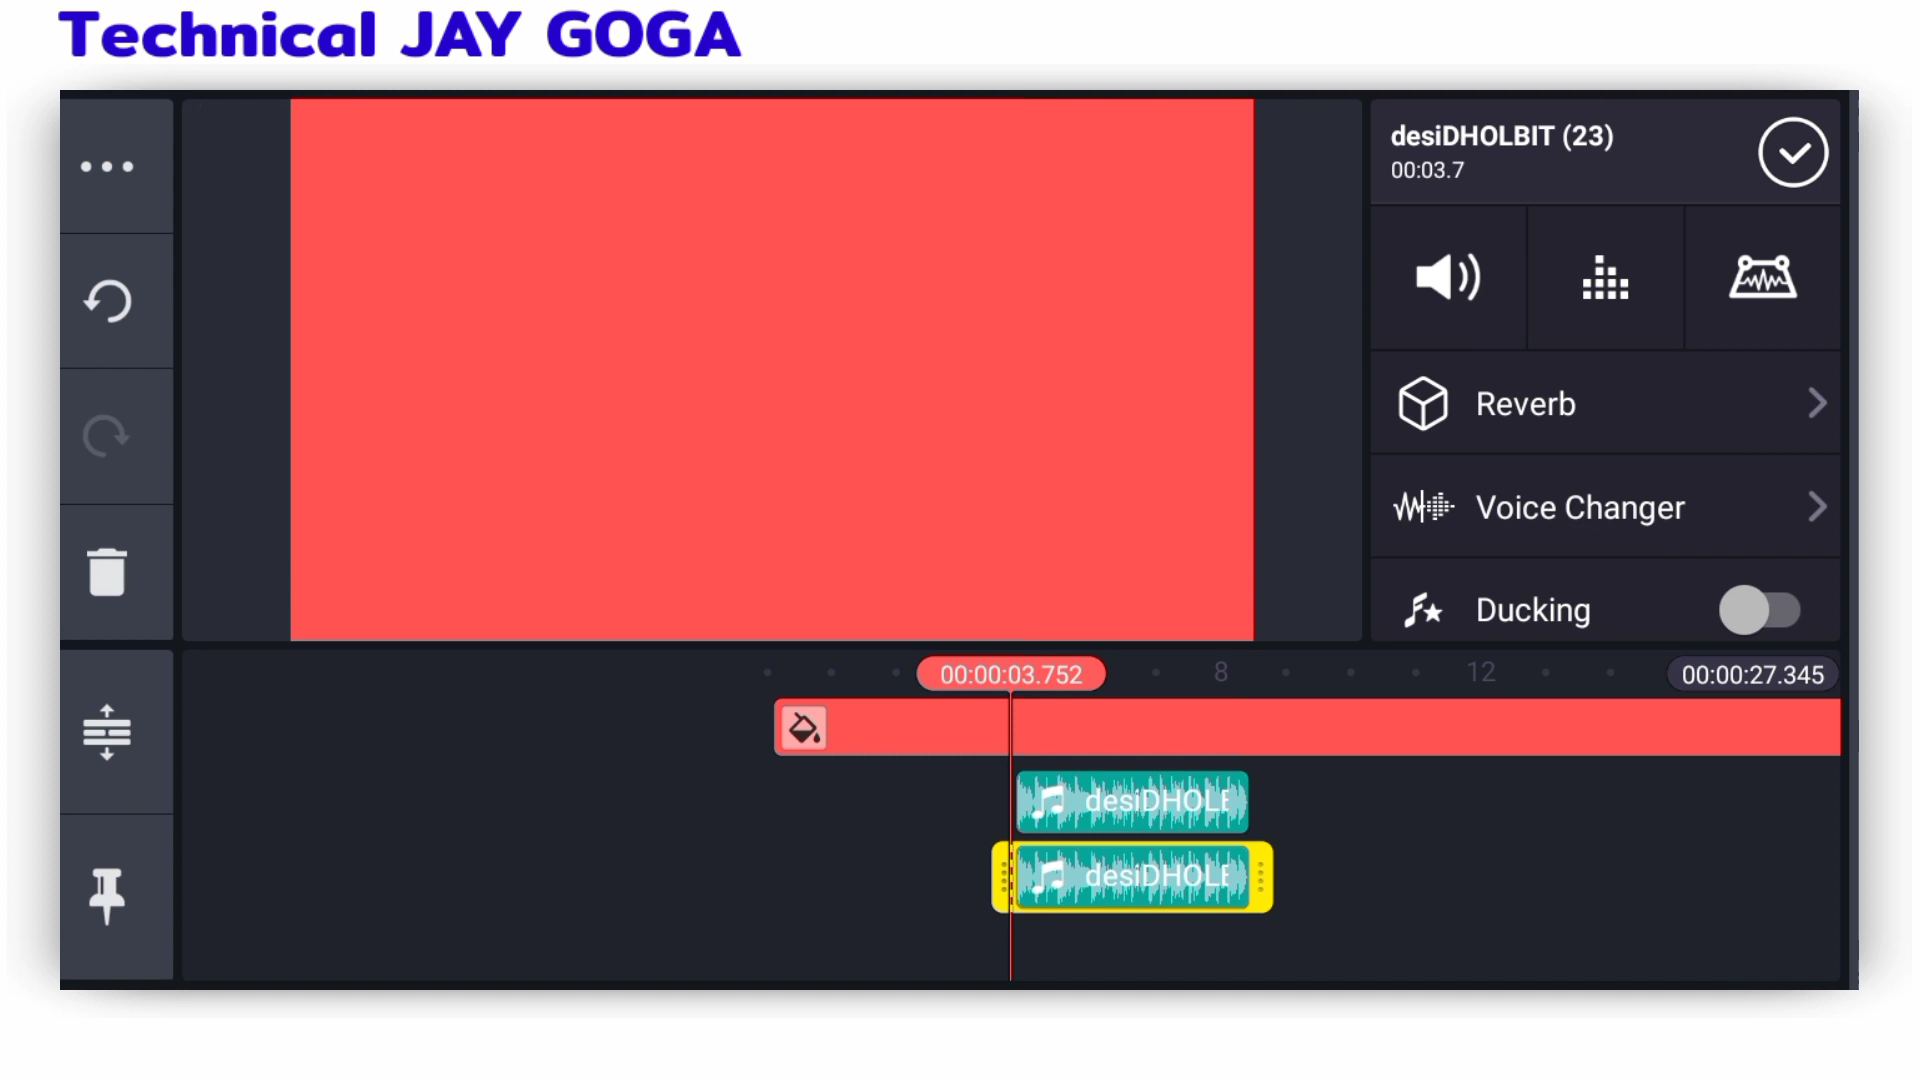 Technical JAY GOGA
desiDHOLBIT (23)
00:03.7
Reverb
Voice Changer
Ducking
00:00:03.752
8
12
00:00:27.345
desiDHOLE
desiDHOLE